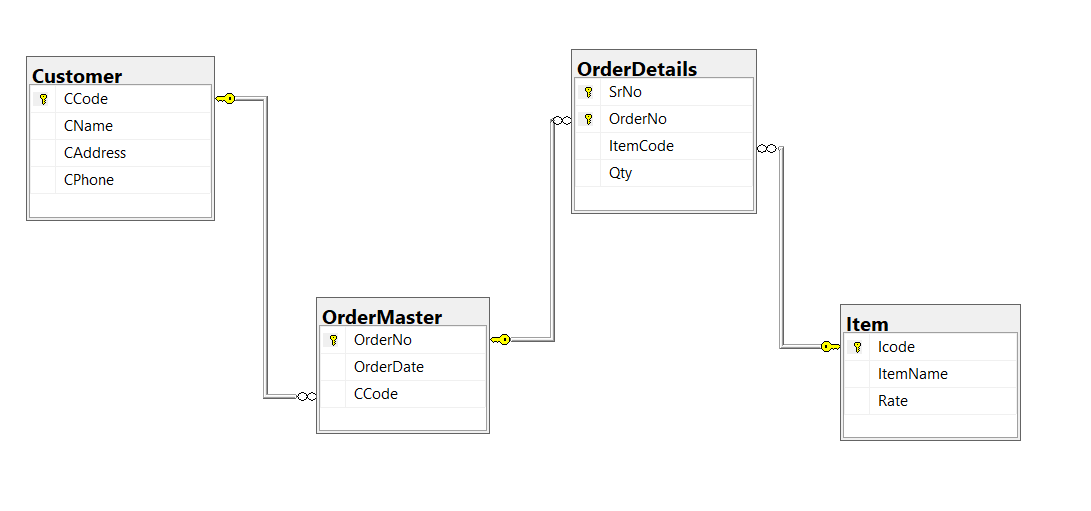 Customer
CCode
CName
CAddress
CPhone
OrderDetails
SrNo
OrderNo
ItemCode
Qty
OrderMaster
OrderNo
OrderDate
CCode
Item
Icode
ItemName
Rate